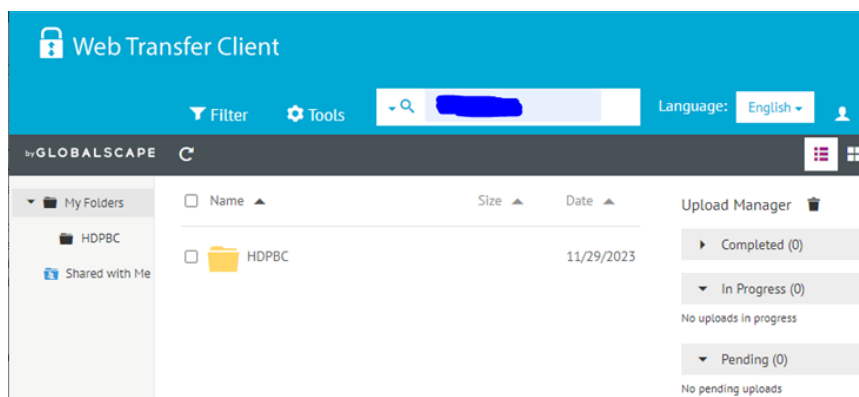 Web Transfer Client
Filter
Tools
Language:
English
by GLOBALSCAPE
My Folders
HDPBC
Shared with Me
Name
Size
Date
HDPBC
11/29/2023
Upload Manager
Completed (0)
In Progress (0)
No uploads in progress
Pending (0)
No pending uploads